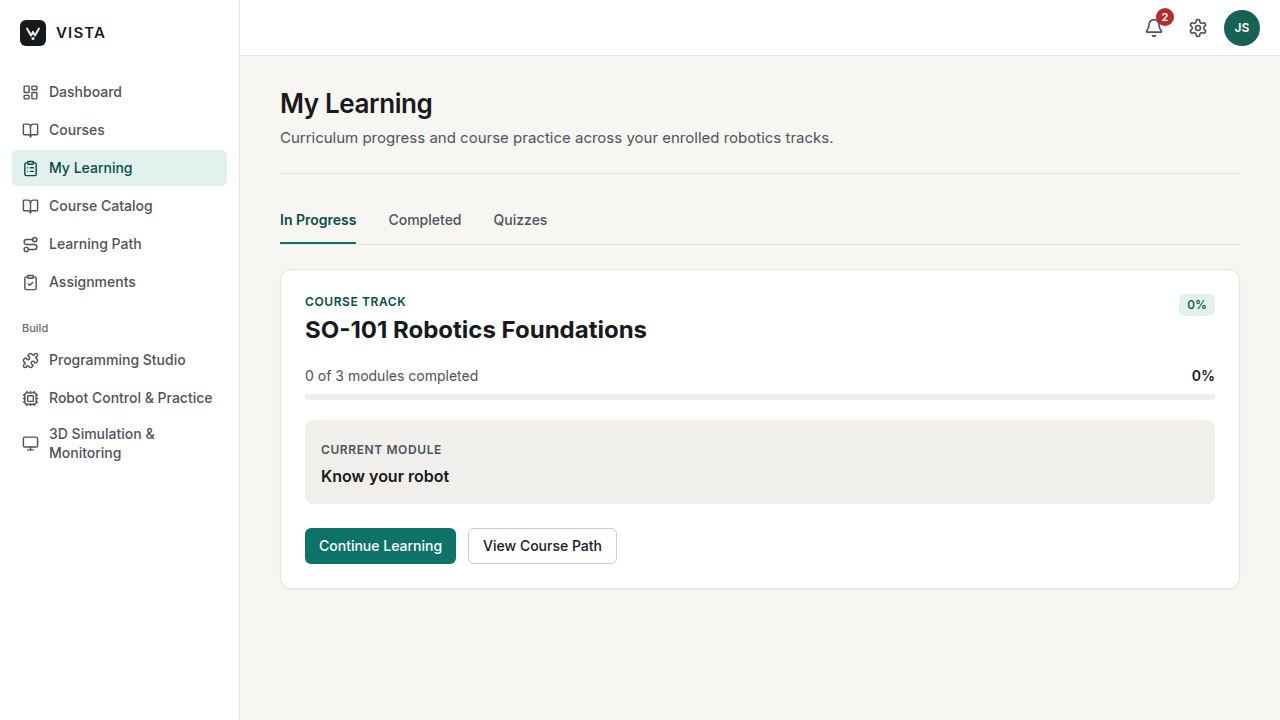 VISTA
2
JS
Dashboard
Courses
My Learning
Course Catalog
Learning Path
Assignments
Build
Programming Studio
Robot Control & Practice
3D Simulation &
Monitoring
My Learning
Curriculum progress and course practice across your enrolled robotics tracks.
In Progress
Completed
Quizzes
COURSE TRACK
0%
SO-101 Robotics Foundations
0 of 3 modules completed
0%
CURRENT MODULE
Know your robot
Continue Learning
View Course Path